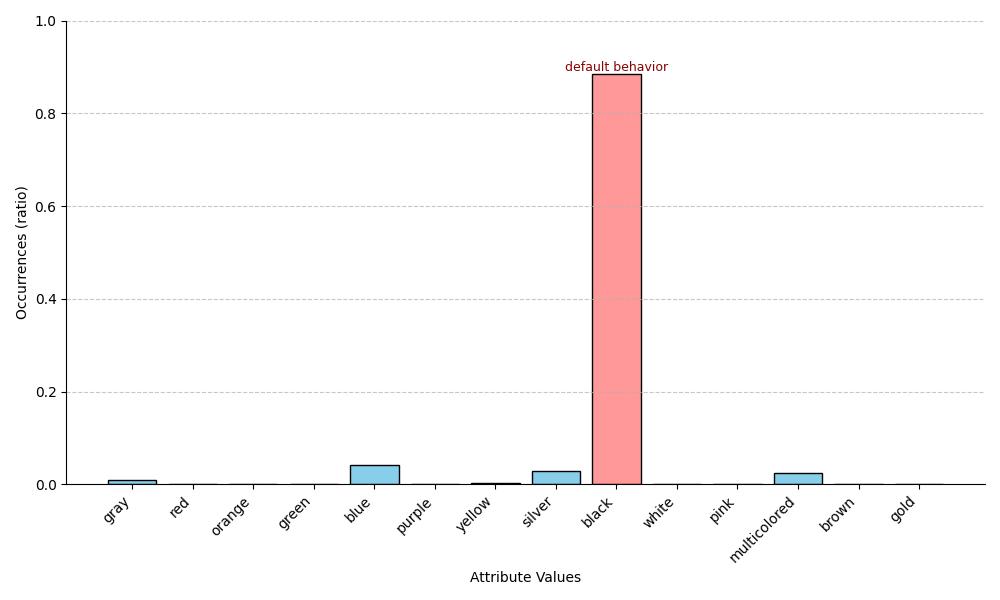 1.0
default behavior
0.8
0.6
0.4
0.2
0.0
Occurrences (ratio)
gray
red
orange
green
blue
purple
yellow
silver
black
white
pink
multicolored
brown
gold
Attribute Values